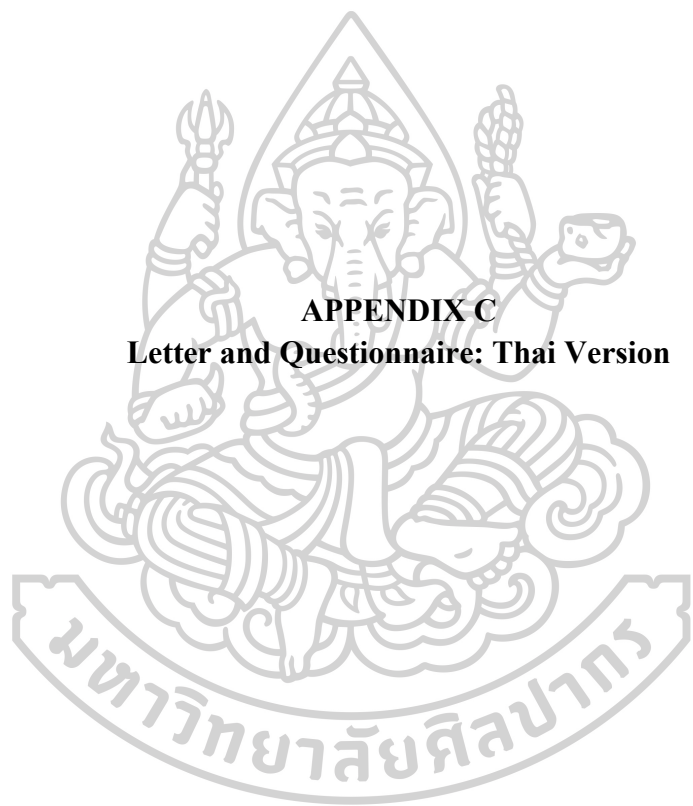 APPENDIX C
Letter and Questionnaire: Thai Version
มหาวิทยาลัยศิลปากร